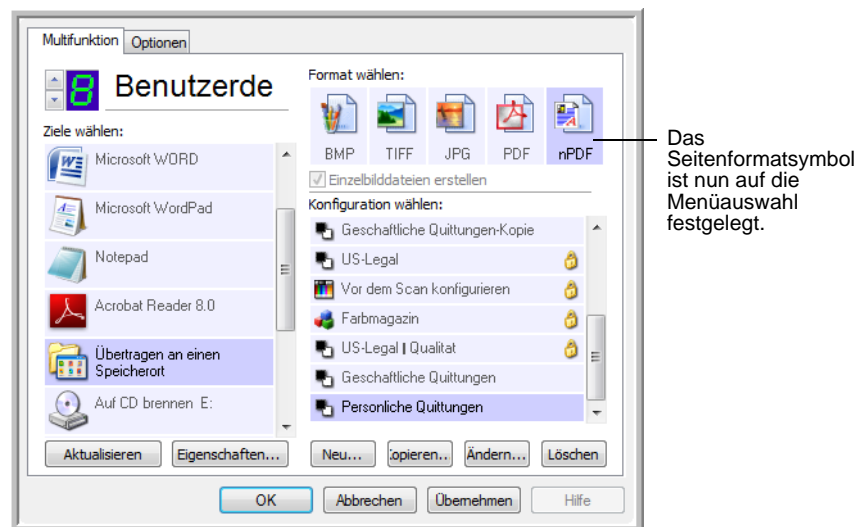 Multifunktion Optionen
8 Benutzerde
Ziele wählen:
Microsoft WORD
Microsoft WordPad
Notepad
Acrobat Reader 8.0
Übertragen an einen
Speicherort
Auf CD brennen E:
Aktualisieren Eigenschaften...
Format wählen:
BMP TIFF JPG PDF nPDF
Einzelbilddateien erstellen
Konfiguration wählen:
Geschaftliche Quittungen-Kopie
US-Legal
Vor dem Scan konfigurieren
Farbmagazin
US-Legal | Qualitat
Geschaftliche Quittungen
Personliche Quittungen
Neu... opieren.. Ändern... Löschen
OK Abbrechen Übernehmen Hilfe
Das
Seitenformatsymbol
ist nun auf die
Menüauswahl
festgelegt.